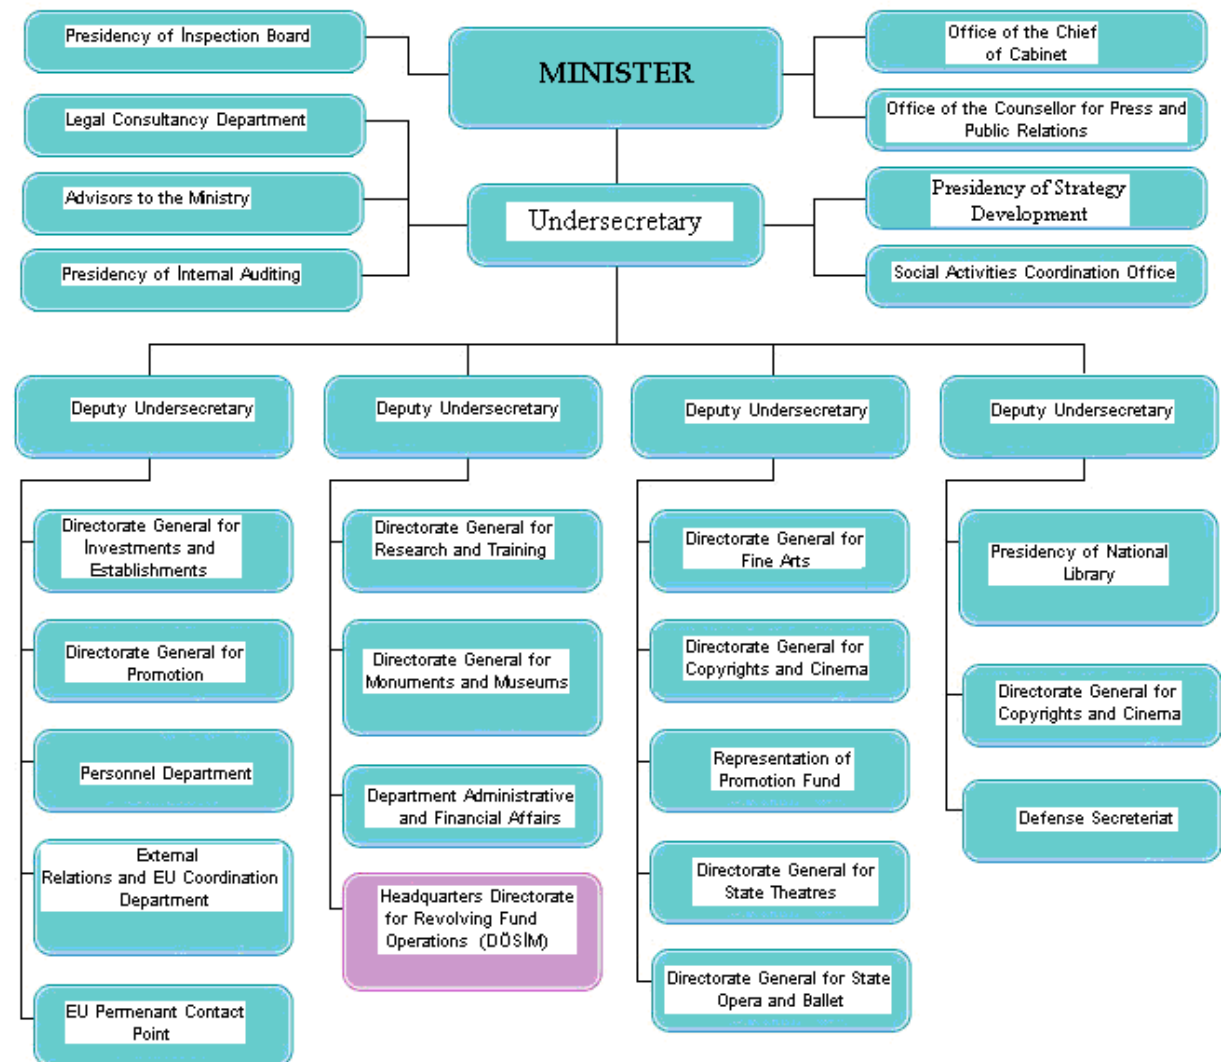 Presidency of İnspection Board
MINISTER
Office of the Chief
of Cabinet
Legal Consultancy Department
Office of the Counsellor for Press and
Public Relations
Advisors to the Ministry
Undersecretary
Presidency of Strategy
Development
Presidency of İnternal Auditing
Social Activities Coordination Office
Deputy Undersecretary
Deputy Undersecretary
Deputy Undersecretary
Deputy Undersecretary
Directorate General for
İnvestments and
Establishments
Directorate General for
Promotion
Personnel Department
External
Relations and EU Coordination
Department
EU Permenant Contact
Point
Directorate General for
Research and Training
Directorate General for
Monuments and Museums
Department Administrative
and Financial Affairs
Headquarters Directorate
for Revolving Fund
Operations (DÖSİM)
Directorate General for
Fine Arts
Directorate General for
Copyrights and Cinema
Representation of
Promotion Fund
Directorate General for
State Theatres
Directorate General for State
Opera and Ballet
Presidency of National
Library
Directorate General for
Copyrights and Cinema
Defense Secreteriat